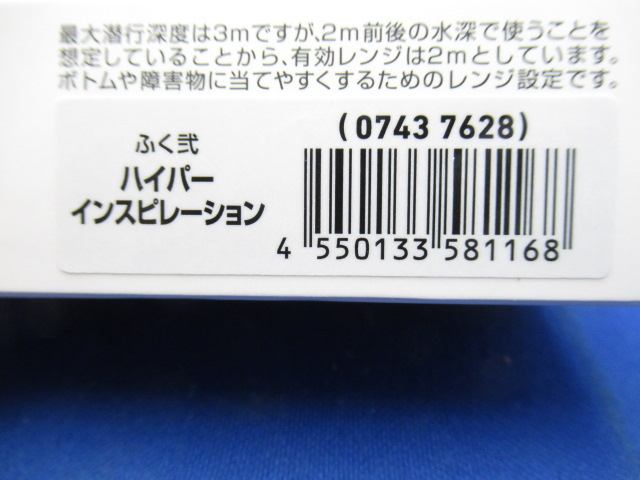 最大潜行深度は3mですが、2m前後の水深で使うことを
想定していることから、有効レンジは2mとしています。
ボトムや障害物に当てやすくするためのレンジ設定です。
(0743 7628)
ふく弐
ハイパー
インスピレーション
4 550133 581168